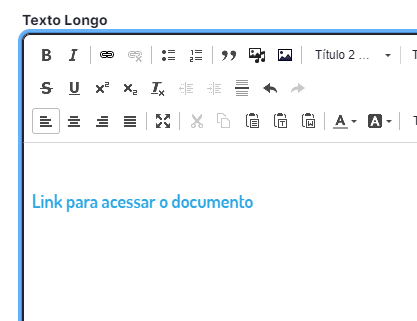 Texto Longo
Título 2 ...
Link para acessar o documento